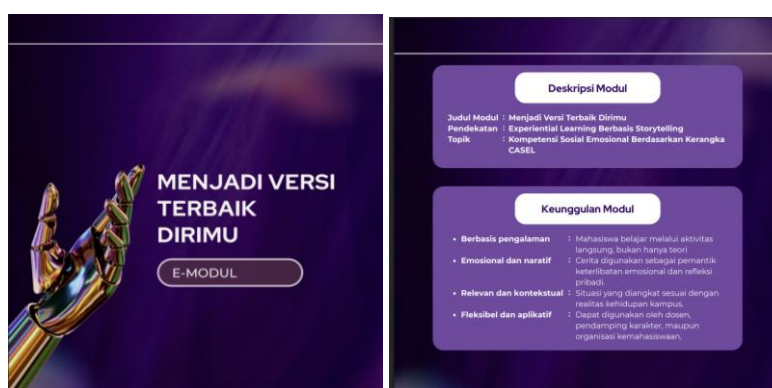 MENJADI VERSI
TERBAIK
DIRIMU
E-MODUL
Deskripsi Modul
Judul Modul : Menjadi Versi Terbaik Dirimu
Pendekatan : Experiential Learning Berbasis Storytelling
Topik : Kompetensi Sosial Emosional Berdasarkan Kerangka
CASEL
Keunggulan Modul
• Berbasis pengalaman : Mahasiswa belajar melalui aktivitas
langsung, bukan hanya teori
• Emosional dan naratif : Cerita digunakan sebagai pemantik
keterlibatan emosional dan refleksi
pribadi.
• Relevan dan kontekstual : Situasi yang diangkat sesuai dengan
realitas kehidupan kampus.
• Fleksibel dan aplikatif : Dapat digunakan oleh dosen,
pendamping karakter, maupun
organisasi kemahasiswaan.